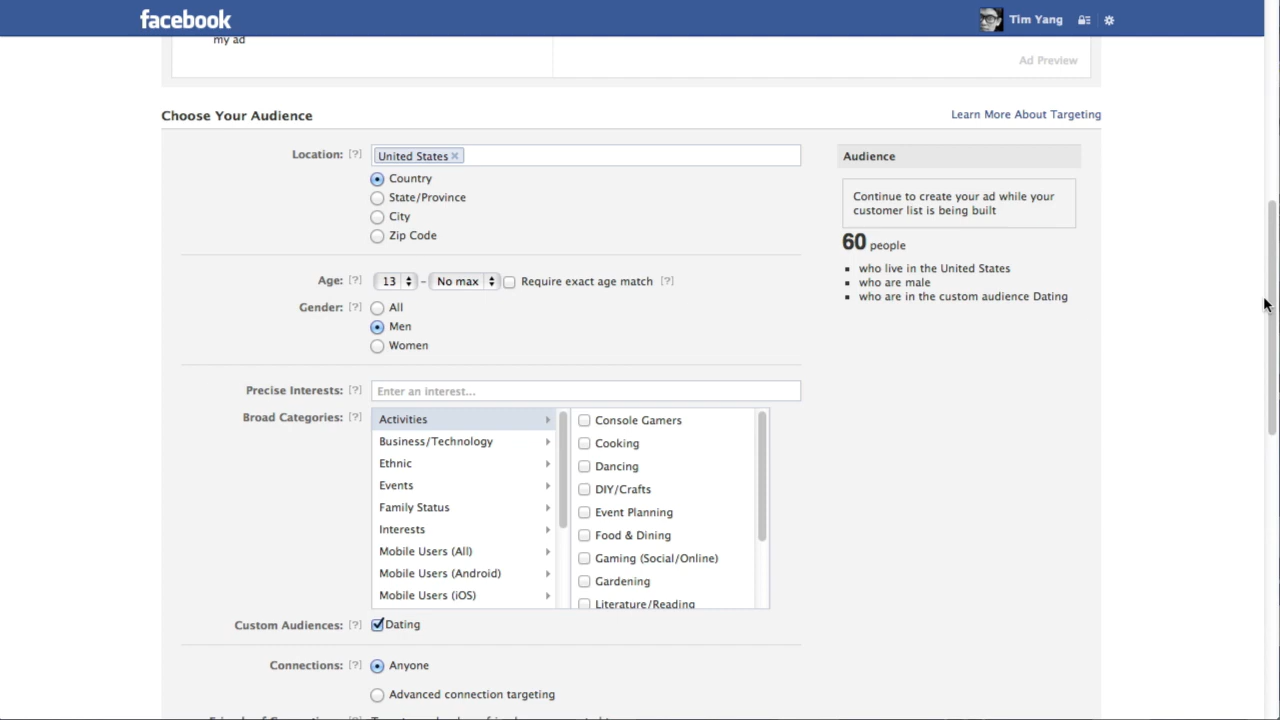 facebook
Tim Yang
my ad
Ad Preview
Choose Your Audience
Learn More About Targeting
Location: [?]
United States ×
Country
State/Province
City
Zip Code
Age: [?]
13 – No max Require exact age match [?]
Gender: [?]
All
Men
Women
Precise Interests: [?]
Enter an interest...
Broad Categories: [?]
Activities
Business/Technology
Ethnic
Events
Family Status
Interests
Mobile Users (All)
Mobile Users (Android)
Mobile Users (iOS)
Console Gamers
Cooking
Dancing
DIY/Crafts
Event Planning
Food & Dining
Gaming (Social/Online)
Gardening
Literature/Reading
Custom Audiences: [?]
Dating
Connections: [?]
Anyone
Advanced connection targeting
Audience
Continue to create your ad while your
customer list is being built
60 people
who live in the United States
who are male
who are in the custom audience Dating